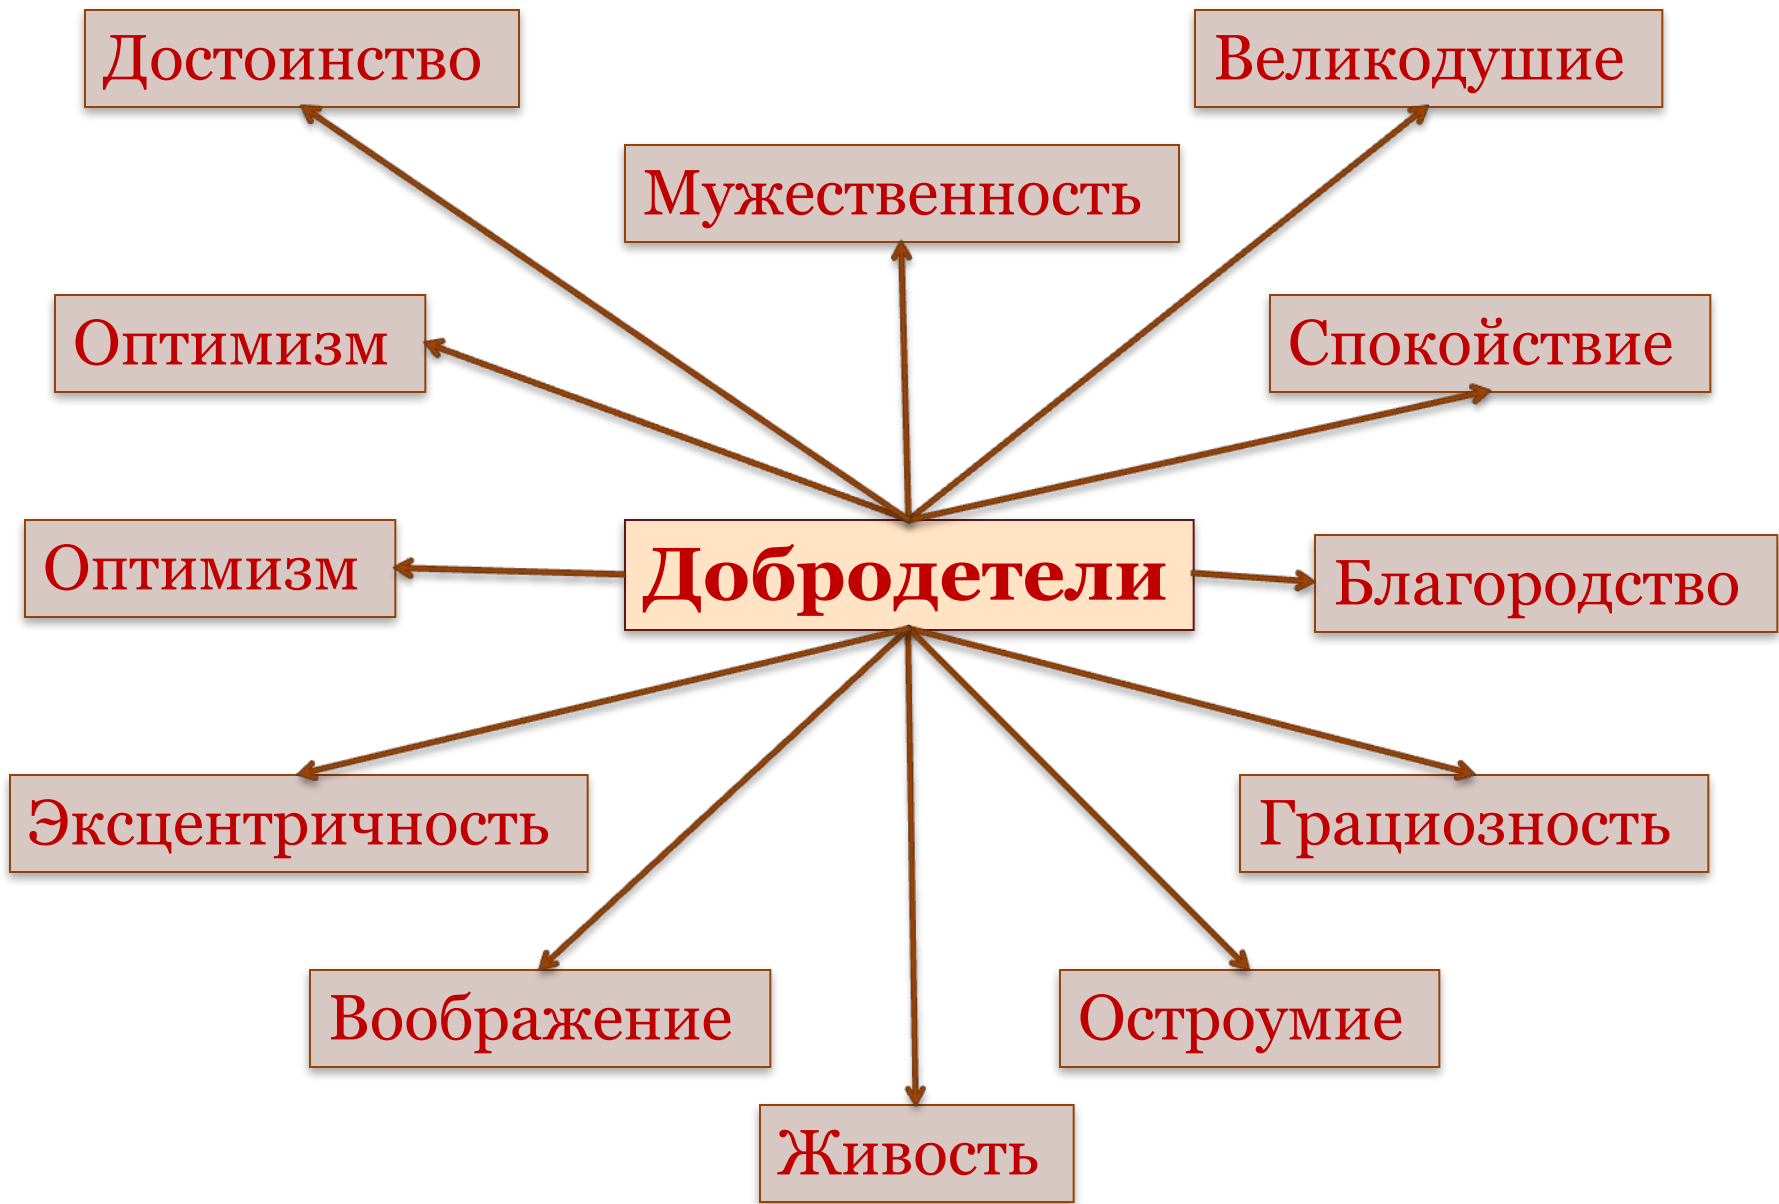 Достоинство
Великодушие
Мужественность
Оптимизм
Спокойствие
Оптимизм
Добродетели
Благородство
Эксцентричность
Грациозность
Воображение
Остроумие
Живость